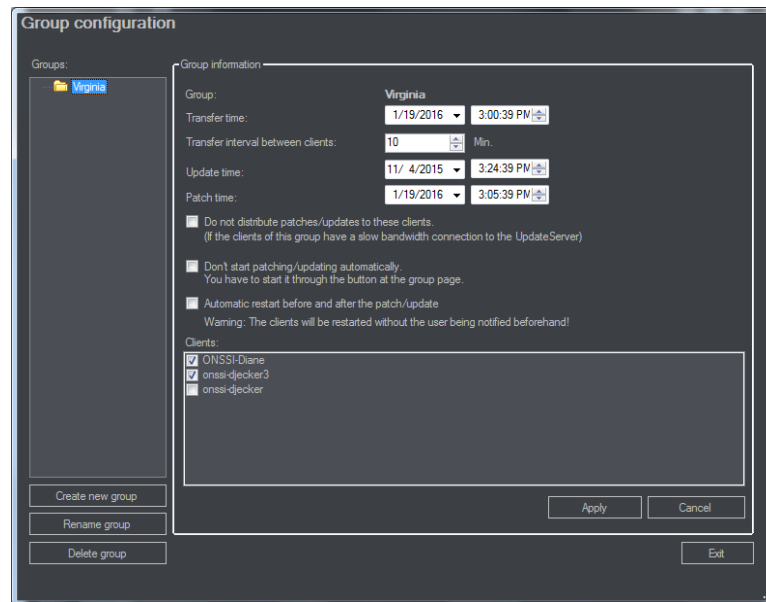 Group configuration
Groups:
Virginia
Group information
Group: Virginia
Transfer time: 1/19/2016 3:00:39 PM
Transfer interval between clients: 10 Min.
Update time: 11/ 4/2015 3:24:39 PM
Patch time: 1/19/2016 3:05:39 PM
Do not distribute patches/updates to these clients.
(If the clients of this group have a slow bandwidth connection to the UpdateServer)
Don't start patching/updating automatically.
You have to start it through the button at the group page.
Automatic restart before and after the patch/update
Warning: The clients will be restarted without the user being notified beforehand!
Clients:
ONSSI-Diane
onssi-djecker3
onssi-djecker
Create new group
Rename group
Delete group
Apply Cancel
Exit